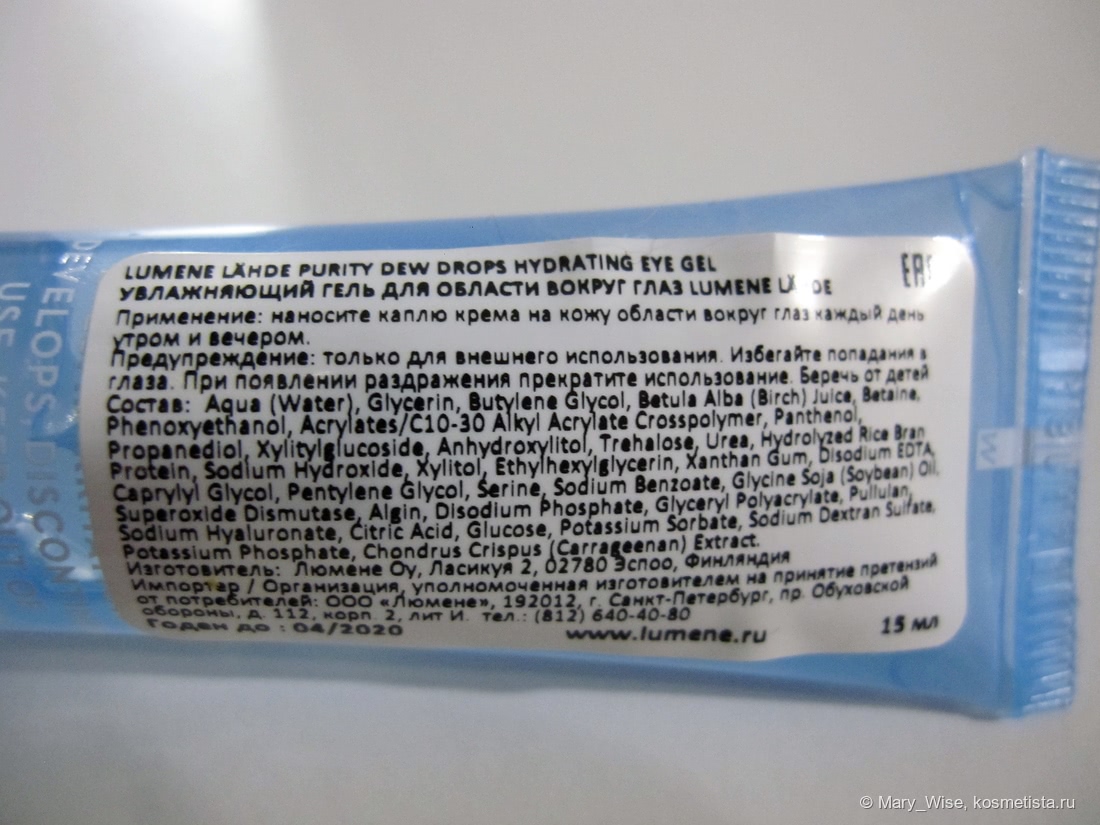 LUMENE LÄHDE PURITY DEW DROPS HYDRATING EYE GEL
EAC
УВЛАЖНЯЮЩИЙ ГЕЛЬ ДЛЯ ОБЛАСТИ ВОКРУГ ГЛАЗ LUMENE LÄHDE
Применение: наносите каплю крема на кожу области вокруг глаз каждый день
утром и вечером.
Предупреждение: только для внешнего использования. Избегайте попадания в
глаза. При появлении раздражения прекратите использование. Беречь от детей
Состав: Aqua (Water), Glycerin, Butylene Glycol, Betula Alba (Birch) Juice, Betaine,
Phenoxyethanol, Acrylates/C10-30 Alkyl Acrylate Crosspolymer, Panthenol,
Propanediol, Xylitylglucoside, Anhydroxylitol, Trehalose, Urea, Hydrolyzed Rice Bran
Protein, Sodium Hydroxide, Xylitol, Ethylhexylglycerin, Xanthan Gum, Disodium EDTA,
Caprylyl Glycol, Pentylene Glycol, Serine, Sodium Benzoate, Glycine Soja (Soybean) Oil,
Superoxide Dismutase, Algin, Disodium Phosphate, Glyceryl Polyacrylate, Pullulan,
Sodium Hyaluronate, Citric Acid, Glucose, Potassium Sorbate, Sodium Dextran Sulfate,
Potassium Phosphate, Chondrus Crispus (Carrageenan) Extract.
Изготовитель: Люмене Оу, Ласикуя 2, 02780 Эспоо, Финляндия
Импортер / Организация, уполномоченная изготовителем на принятие претензий
от потребителей: ООО «Люмене», 192012, г. Санкт-Петербург, пр. Обуховской
обороны, д. 112, корп. 2, лит И. тел.: (812) 640-40-80
Годен до : 04/2020 www.lumene.ru 15 мл
DEVELOPS, DISCON
© Mary_Wise, kosmetista.ru